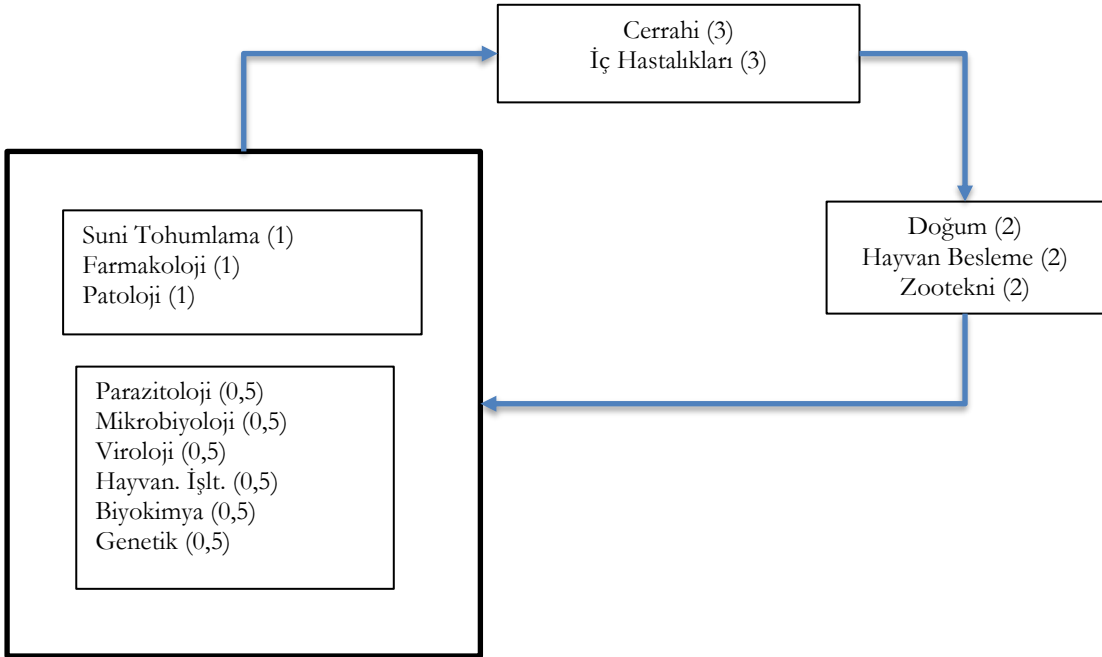 Cerrahi (3)
İç Hastalıkları (3)
Doğum (2)
Hayvan Besleme (2)
Zootekni (2)
Suni Tohumlama (1)
Farmakoloji (1)
Patoloji (1)
Parazitoloji (0,5)
Mikrobiyoloji (0,5)
Viroloji (0,5)
Hayvan. İşlt. (0,5)
Biyokimya (0,5)
Genetik (0,5)